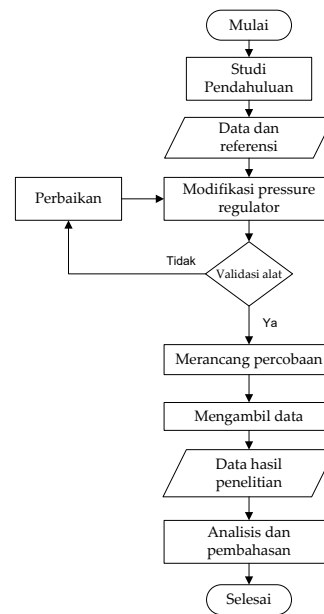 Mulai
Studi
Pendahuluan
Data dan
referensi
Perbaikan
Modifikasi pressure
regulator
Tidak
Validasi alat
Ya
Merancang percobaan
Mengambil data
Data hasil
penelitian
Analisis dan
pembahasan
Selesai